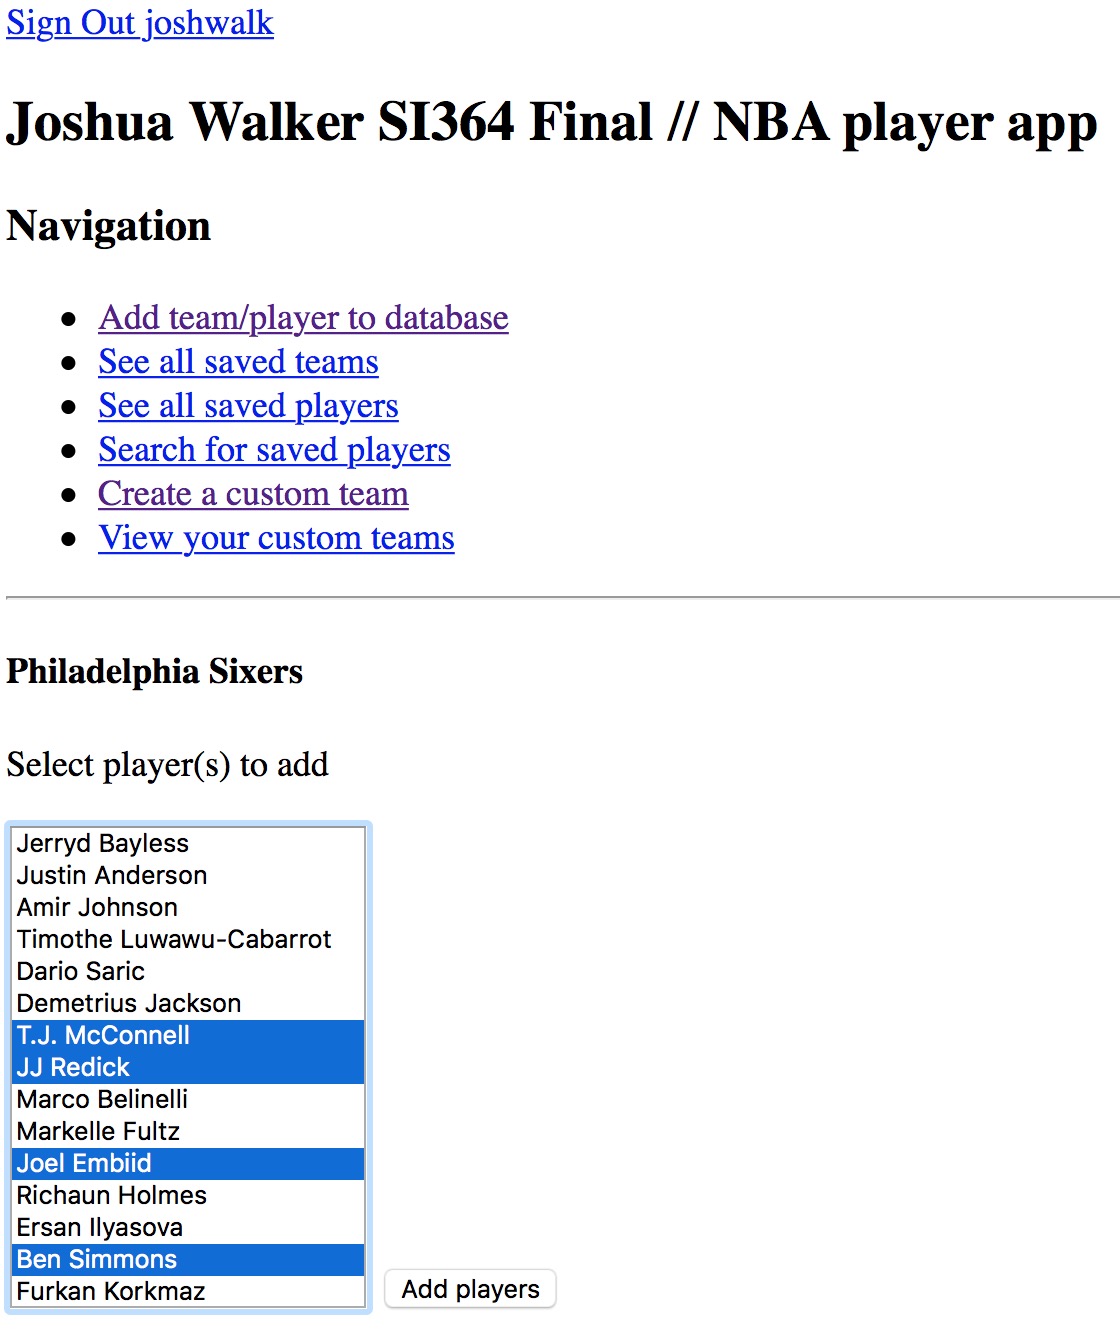 Sign Out joshwalk
Joshua Walker SI364 Final // NBA player app
Navigation
Add team/player to database
See all saved teams
See all saved players
Search for saved players
Create a custom team
View your custom teams
Philadelphia Sixers
Select player(s) to add
Jerryd Bayless
Justin Anderson
Amir Johnson
Timothe Luwawu-Cabarrot
Dario Saric
Demetrius Jackson
T.J. McConnell
JJ Redick
Marco Belinelli
Markelle Fultz
Joel Embiid
Richaun Holmes
Ersan Ilyasova
Ben Simmons
Furkan Korkmaz
Add players